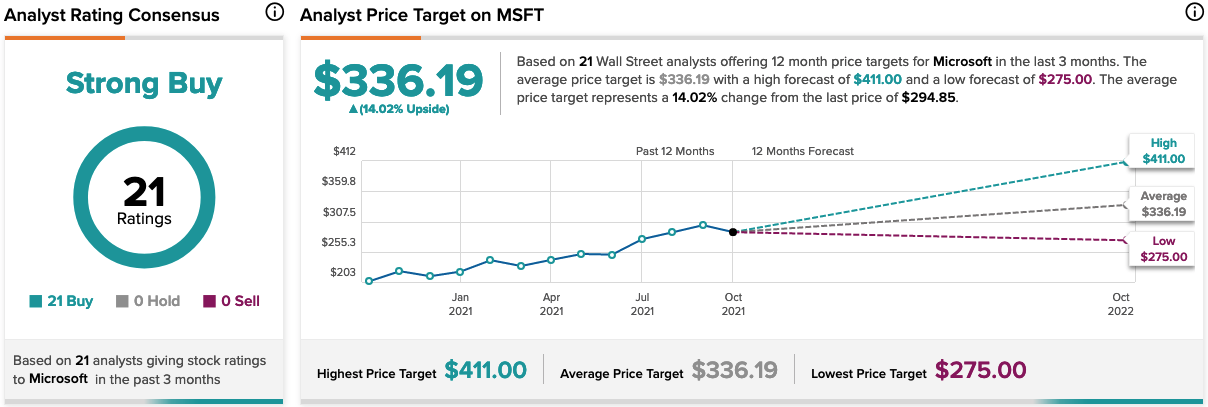 Analyst Rating Consensus
Strong Buy
21
Ratings
21 Buy
0 Hold
0 Sell
Based on 21 analysts giving stock ratings
to Microsoft in the past 3 months
Analyst Price Target on MSFT
$336.19
▲(14.02% Upside)
Based on 21 Wall Street analysts offering 12 month price targets for Microsoft in the last 3 months. The
average price target is $336.19 with a high forecast of $411.00 and a low forecast of $275.00. The average
price target represents a 14.02% change from the last price of $294.85.
Past 12 Months
12 Months Forecast
$412
$359.8
$307.5
$255.3
$203
High
$411.00
Average
$336.19
Low
$275.00
Jan
2021
Apr
2021
Jul
2021
Oct
2021
Oct
2022
Highest Price Target $411.00
Average Price Target $336.19
Lowest Price Target $275.00